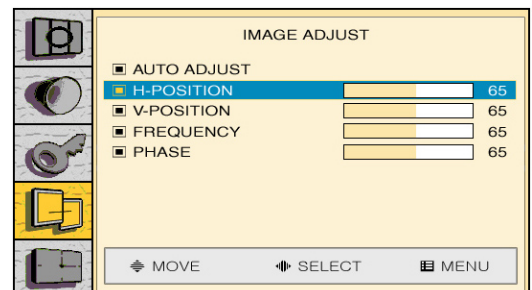 IMAGE ADJUST
AUTO ADJUST
H-POSITION 65
V-POSITION 65
FREQUENCY 65
PHASE 65
MOVE SELECT MENU